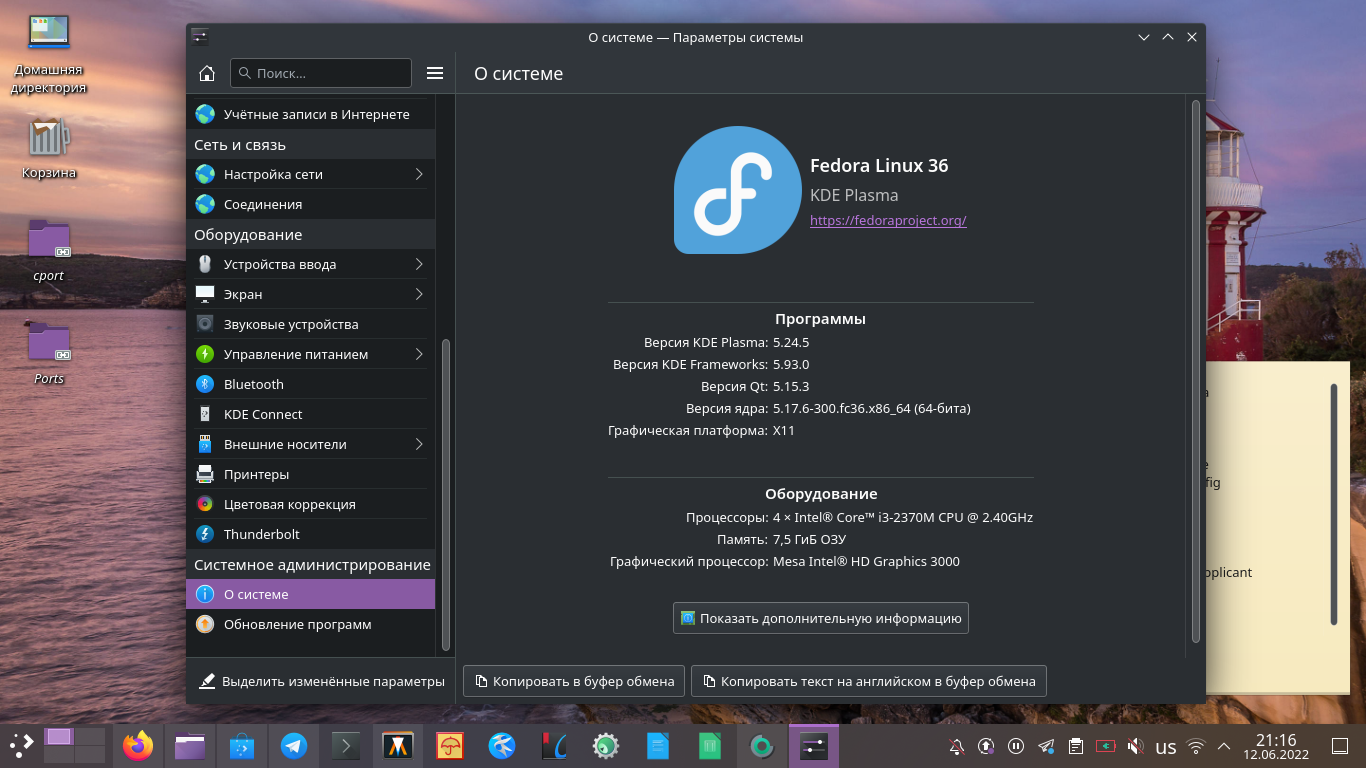 О системе — Параметры системы
Домашняя
директория
Корзина
cport
Ports
Поиск...
О системе
Учётные записи в Интернете
Сеть и связь
Настройка сети
Соединения
Оборудование
Устройства ввода
Экран
Звуковые устройства
Управление питанием
Bluetooth
KDE Connect
Внешние носители
Принтеры
Цветовая коррекция
Thunderbolt
Системное администрирование
О системе
Обновление программ
Выделить изменённые параметры
Fedora Linux 36
KDE Plasma
https://fedoraproject.org/
Программы
Версия KDE Plasma: 5.24.5
Версия KDE Frameworks: 5.93.0
Версия Qt: 5.15.3
Версия ядра: 5.17.6-300.fc36.x86_64 (64-бита)
Графическая платформа: X11
Оборудование
Процессоры: 4 × Intel® Core™ i3-2370M CPU @ 2.40GHz
Память: 7,5 ГиБ ОЗУ
Графический процессор: Mesa Intel® HD Graphics 3000
Показать дополнительную информацию
Копировать в буфер обмена
Копировать текст на английском в буфер обмена
us
21:16
12.06.2022